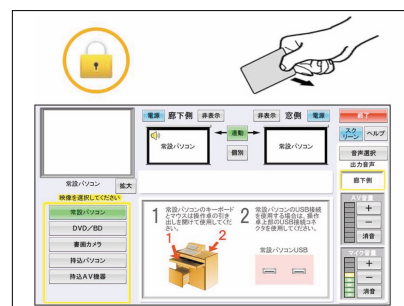 電源 廊下側 非表示
非表示 窓側 電源
終了
常設パソコン
連動
個別
常設パソコン
スクリーン
ヘルプ
音声選択
出力音声
廊下側
常設パソコン
拡大
映像を選択してください
常設パソコン
DVD/BD
書画カメラ
持込パソコン
持込AV機器
1
常設パソコンのキーボード
とマウスは操作卓の引き
出しを開けて使用してくだ
さい。
1
2
2
常設パソコンのUSB接続
を使用する場合は、操作
卓上部のUSB接続コネ
クタを使用してください。
常設パソコンUSB
AV音量
+
−
消音
マイク音量
+
−
消音